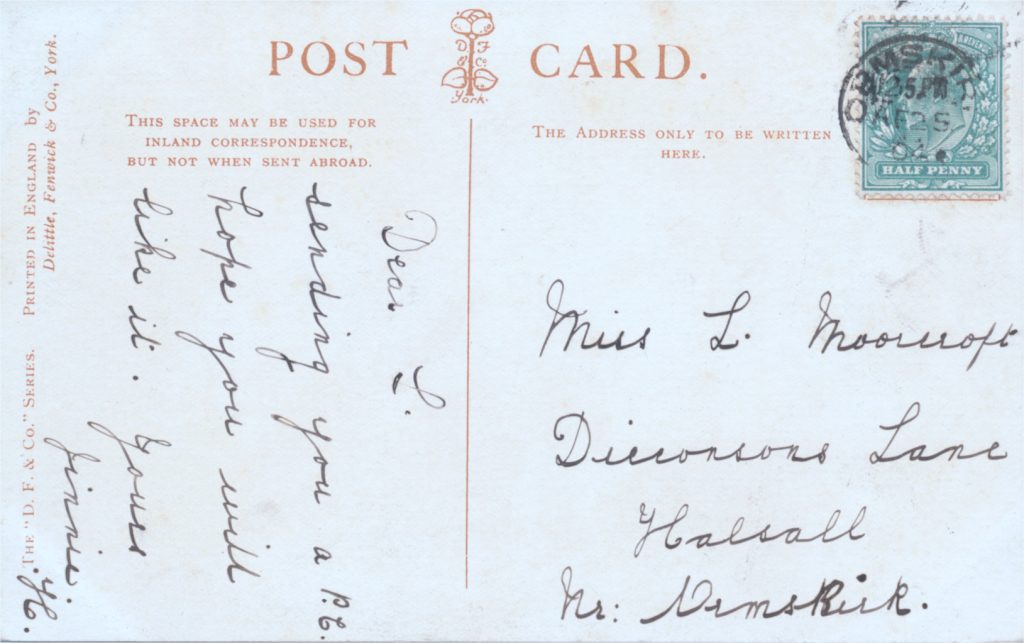 POST CARD.
D F & Co
York.
THIS SPACE MAY BE USED FOR
INLAND CORRESPONDENCE,
BUT NOT WHEN SENT ABROAD.
THE ADDRESS ONLY TO BE WRITTEN
HERE.
THE "D. F. & Co." SERIES. PRINTED IN ENGLAND by
Delittle, Fenwick & Co., York.
Dear L.
sending you a P.C.
hope you will
like it. Yours
Jinnie. H.
ORMSKIRK
HALF PENNY
Miss L. Moorcroft
Dicconsons Lane
Halsall
Nr: Ormskirk.